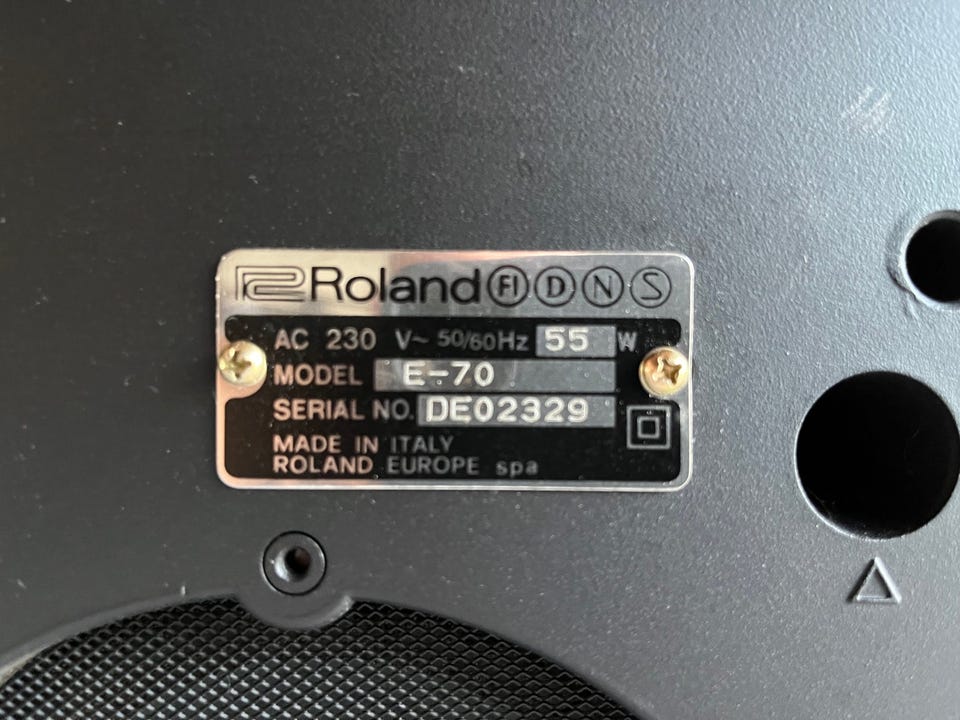 Roland FI D N S
AC 230 V~ 50/60Hz 55 W
MODEL E-70
SERIAL NO. DE02329
MADE IN ITALY
ROLAND EUROPE spa